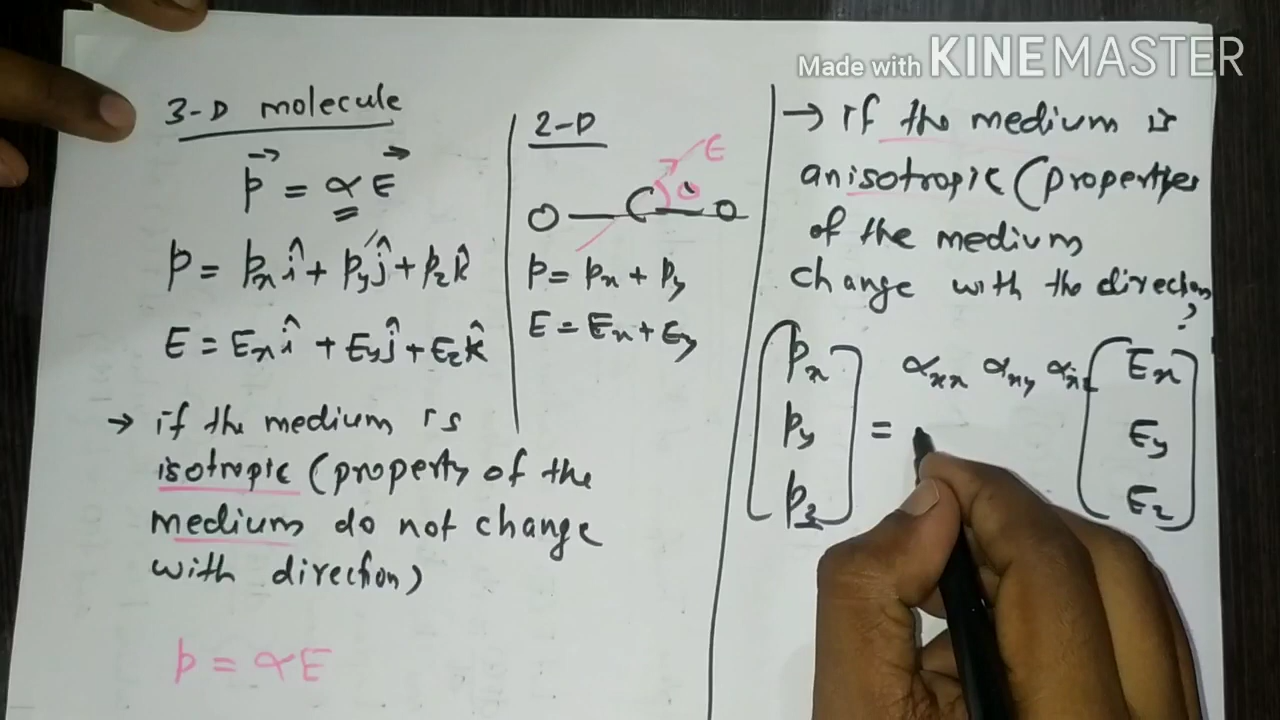 Made with KINEMASTER
3-D molecule
p⃗ = α E⃗
p = pₓî + p_yĵ + p_zk̂
E = Eₓî + E_yĵ + E_zk̂
→ if the medium is
isotropic (property of the
medium do not change
with direction)
p = αE
2-D
E
θ
O — C — O
p = pₓ + p_y
E = Eₓ + E_y
→ if the medium is
anisotropic (properties
of the medium
change with the direction
?
pₓ αₓₓ αₓ_y αₓ_z Eₓ
p_y = E_y
p_z E_z